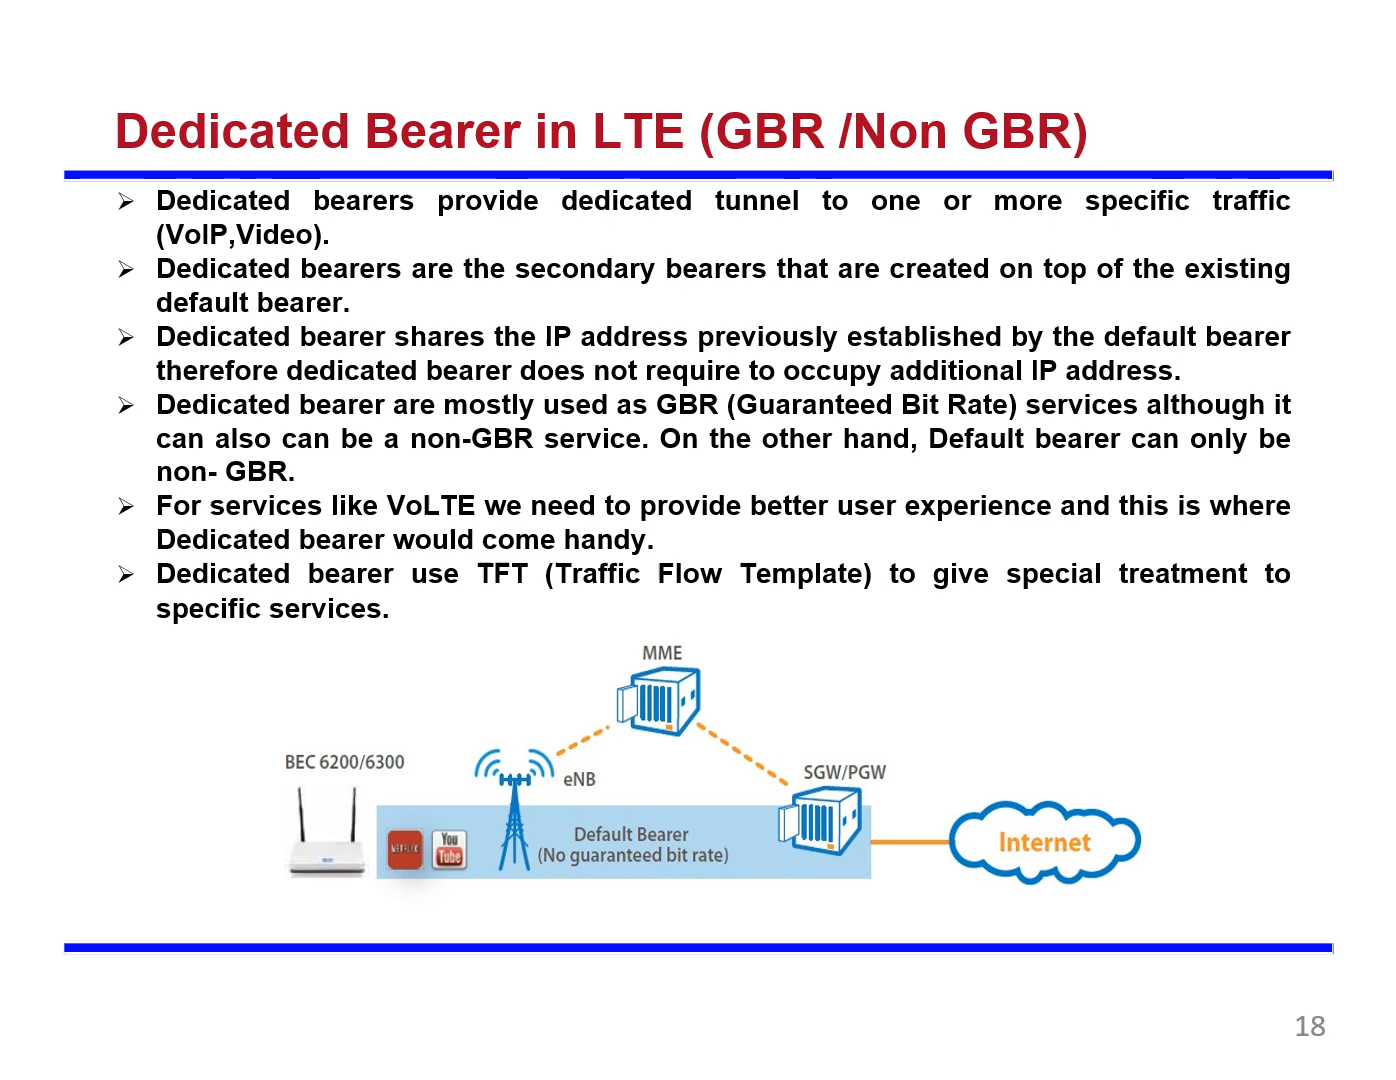 Dedicated Bearer in LTE (GBR /Non GBR)
Dedicated bearers provide dedicated tunnel to one or more specific traffic
(VoIP,Video).
Dedicated bearers are the secondary bearers that are created on top of the existing
default bearer.
Dedicated bearer shares the IP address previously established by the default bearer
therefore dedicated bearer does not require to occupy additional IP address.
Dedicated bearer are mostly used as GBR (Guaranteed Bit Rate) services although it
can also can be a non-GBR service. On the other hand, Default bearer can only be
non- GBR.
For services like VoLTE we need to provide better user experience and this is where
Dedicated bearer would come handy.
Dedicated bearer use TFT (Traffic Flow Template) to give special treatment to
specific services.
MME
BEC 6200/6300
eNB
SGW/PGW
NETFLIX
You
Tube
Default Bearer
(No guaranteed bit rate)
Internet
18